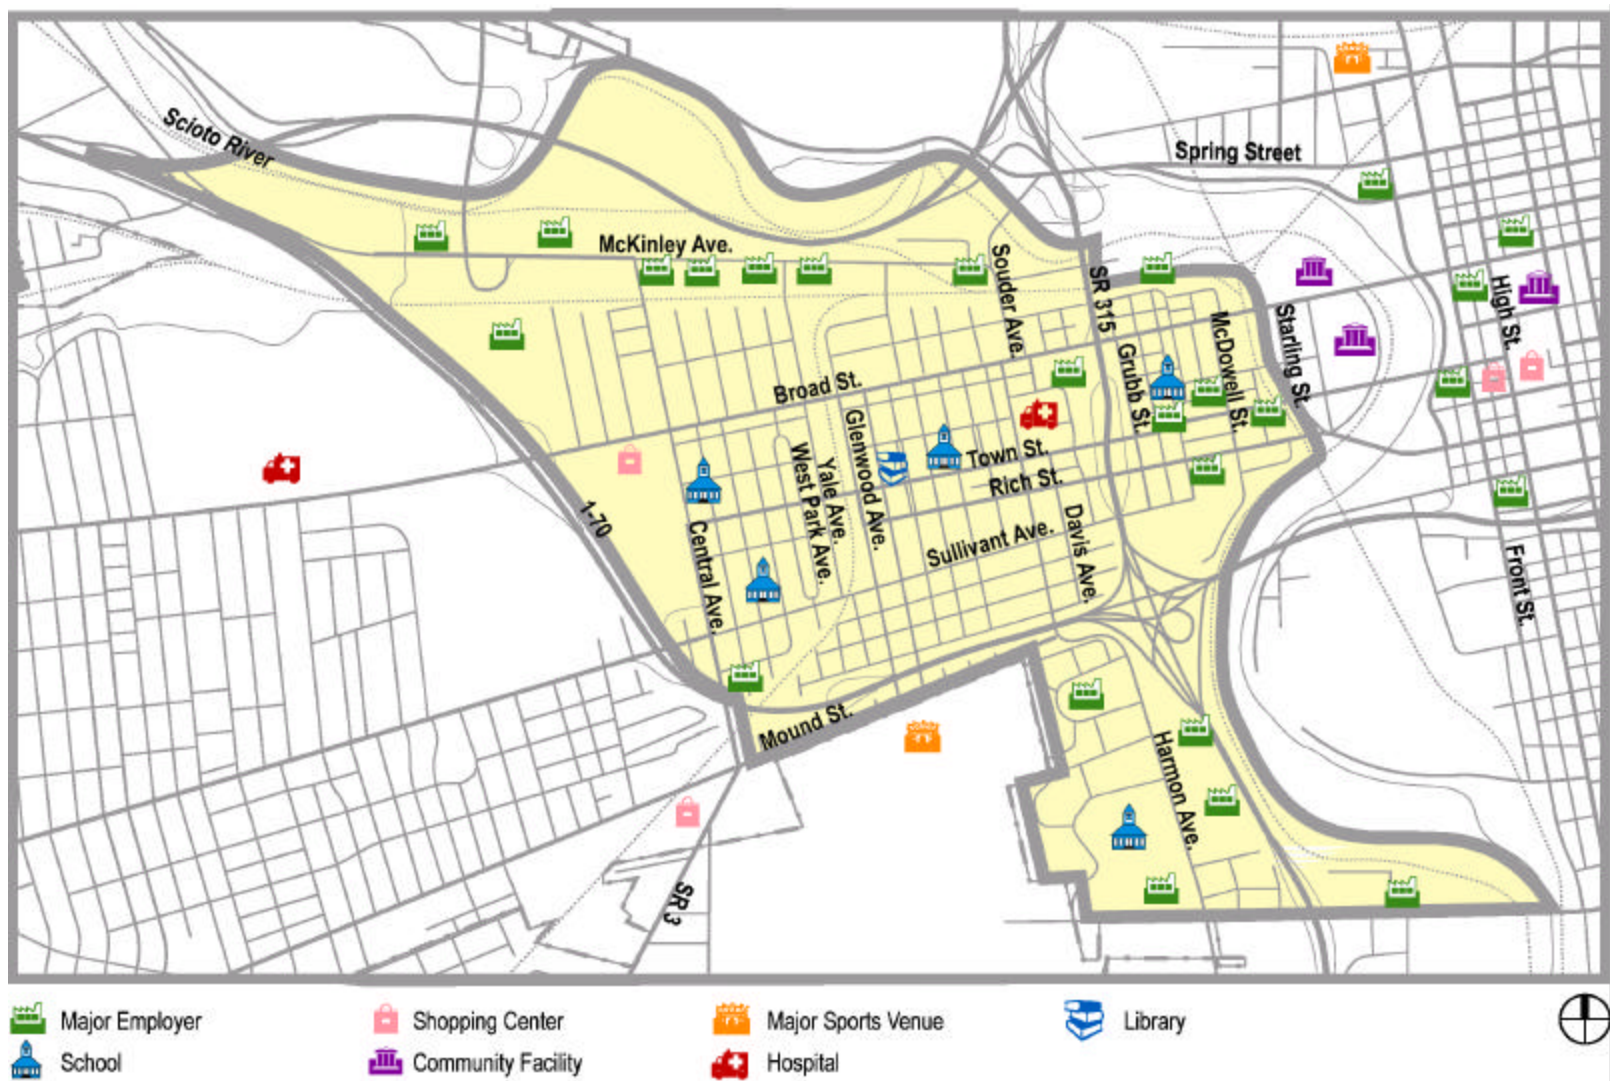 Scioto River
Spring Street
McKinley Ave.
Souder Ave.
SR 315
High St.
Starling St.
McDowell St.
Grubb St.
Broad St.
Glenwood Ave.
Town St.
Rich St.
Yale Ave.
West Park Ave.
1-70
Central Ave.
Sullivant Ave.
Davis Ave.
Front St.
Mound St.
Harmon Ave.
SR 3
Major Employer
Shopping Center
Major Sports Venue
Library
School
Community Facility
Hospital